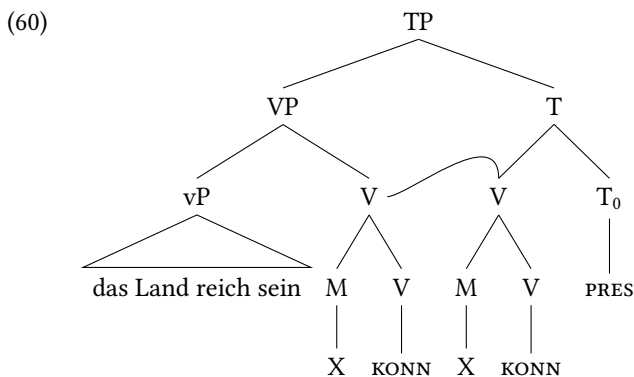 (60) TP
VP T
vP V V T₀
das Land reich sein M V M V PRES
X KONN X KONN